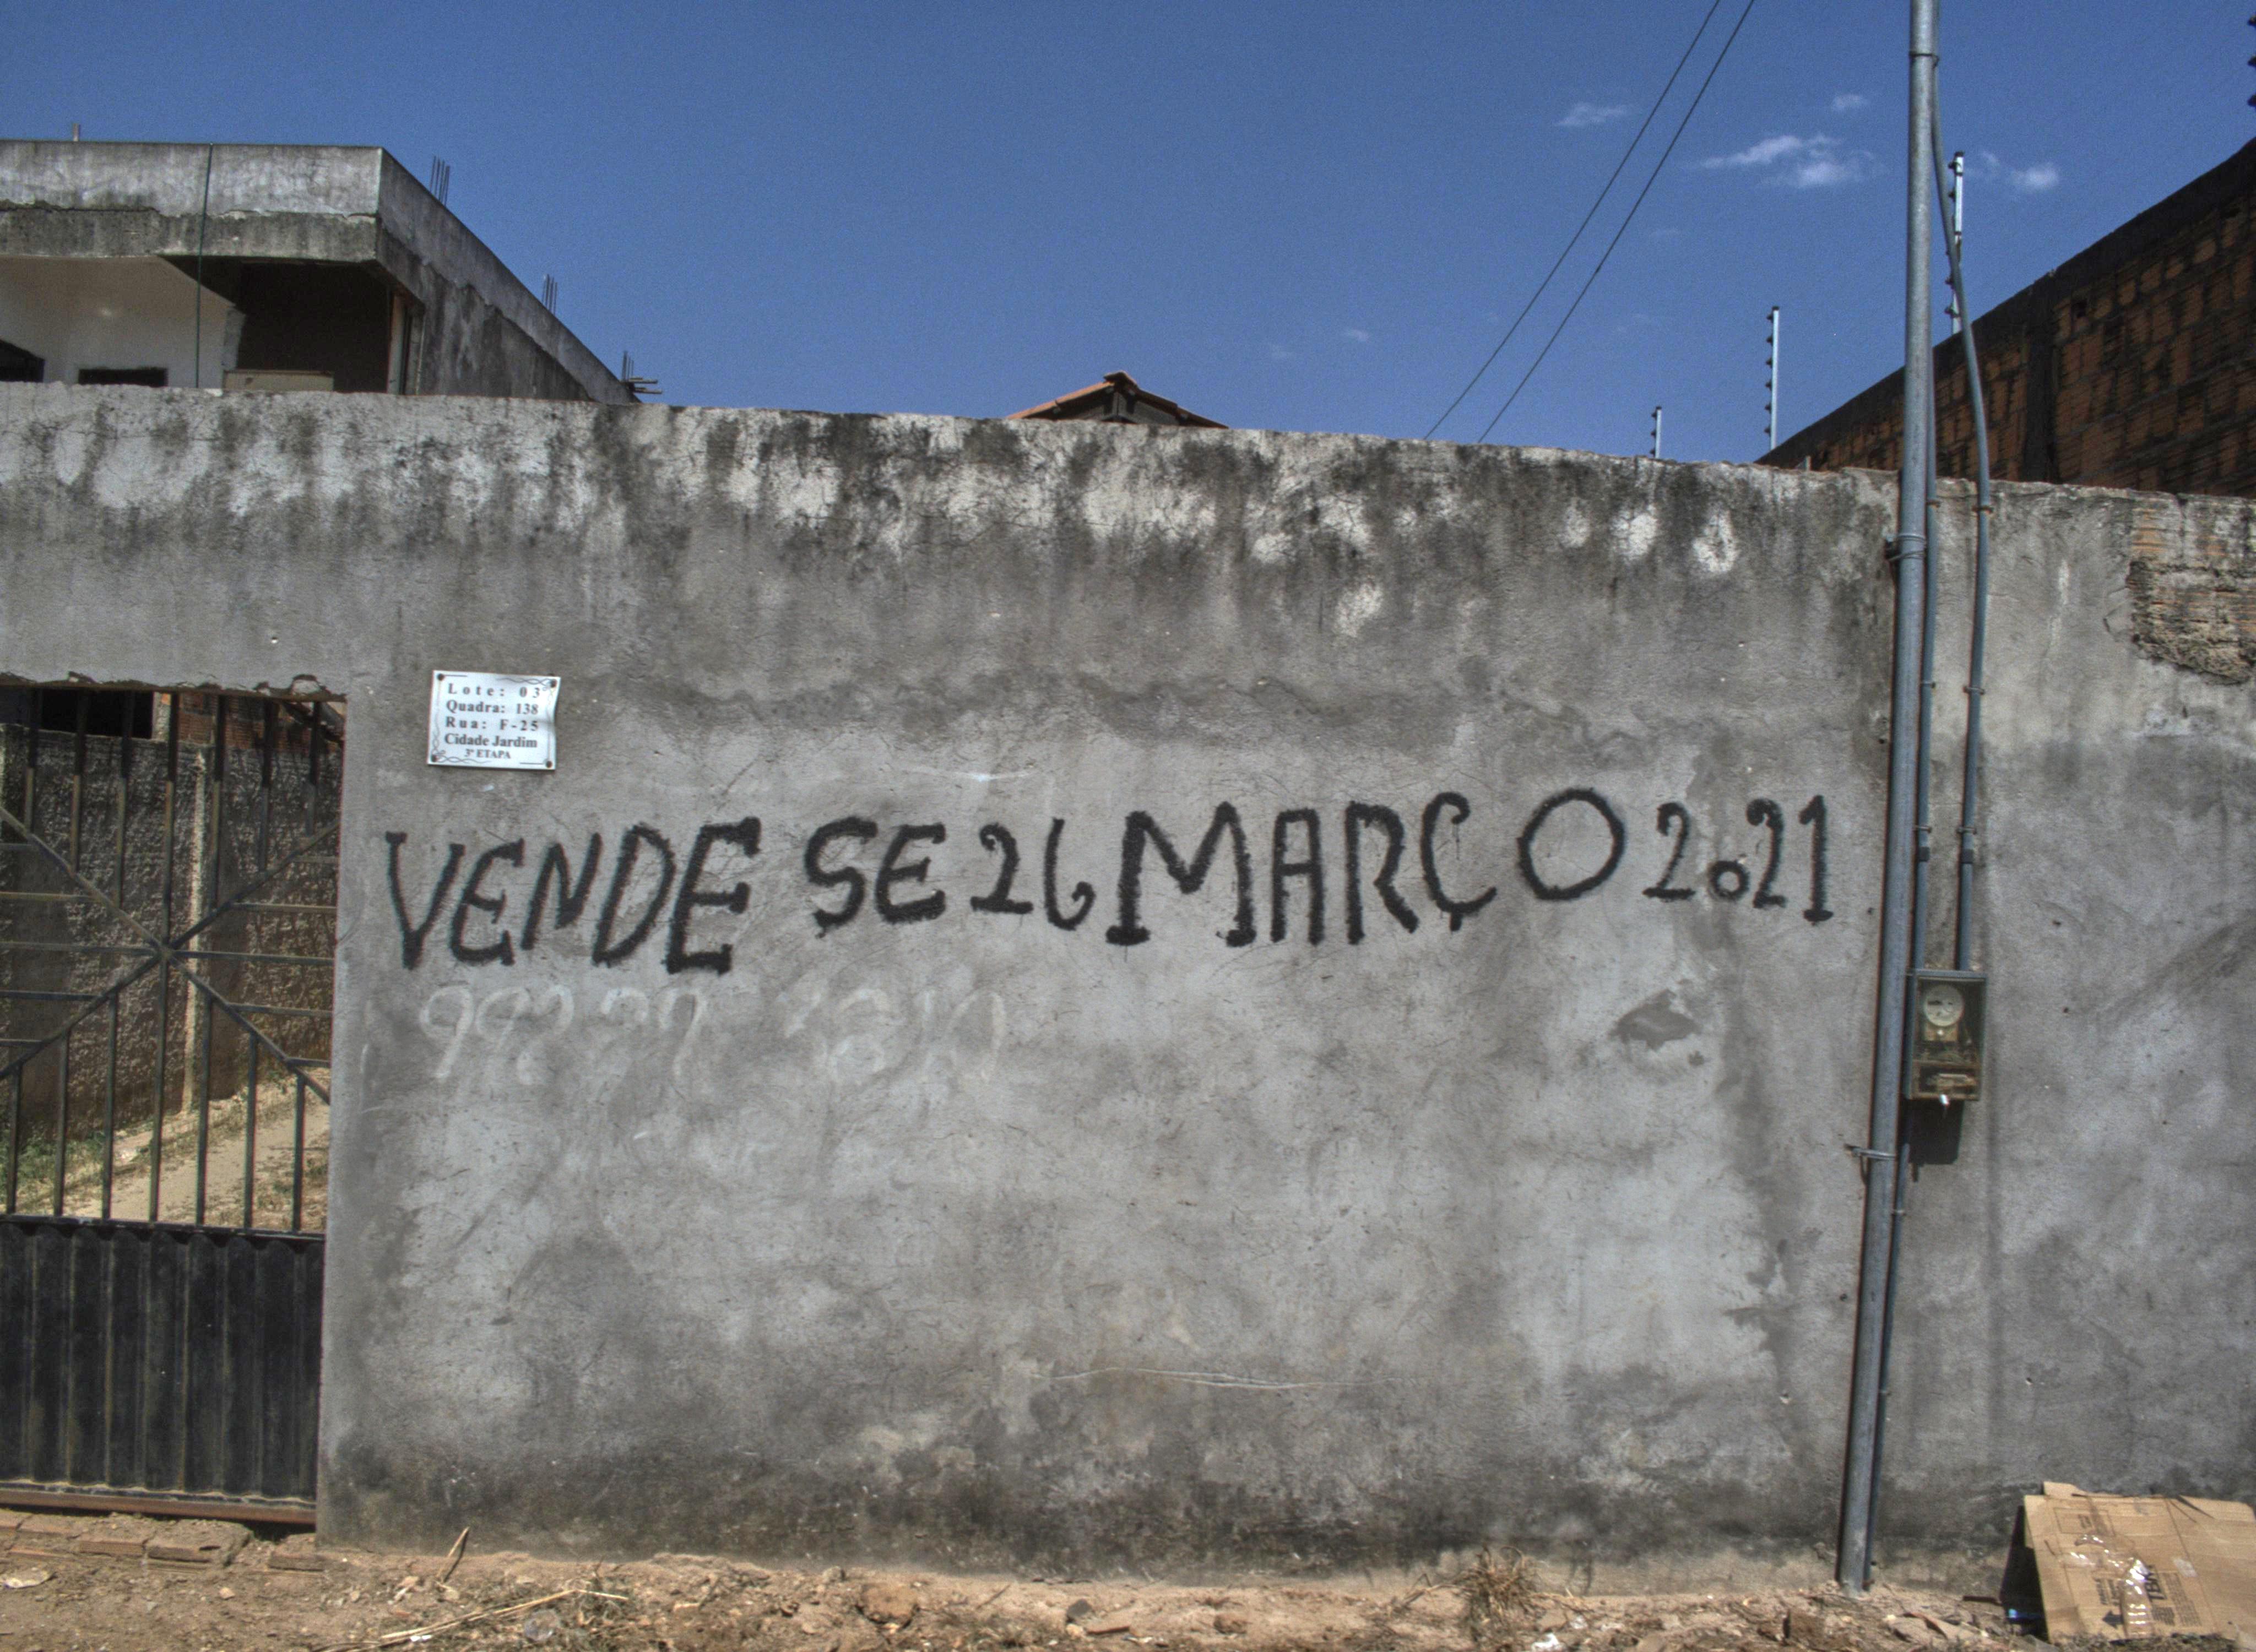 Lote: 03
Quadra: 138
Rua: F-25
Cidade Jardim
3ª ETAPA
VENDE SE 26 MARÇO 2021